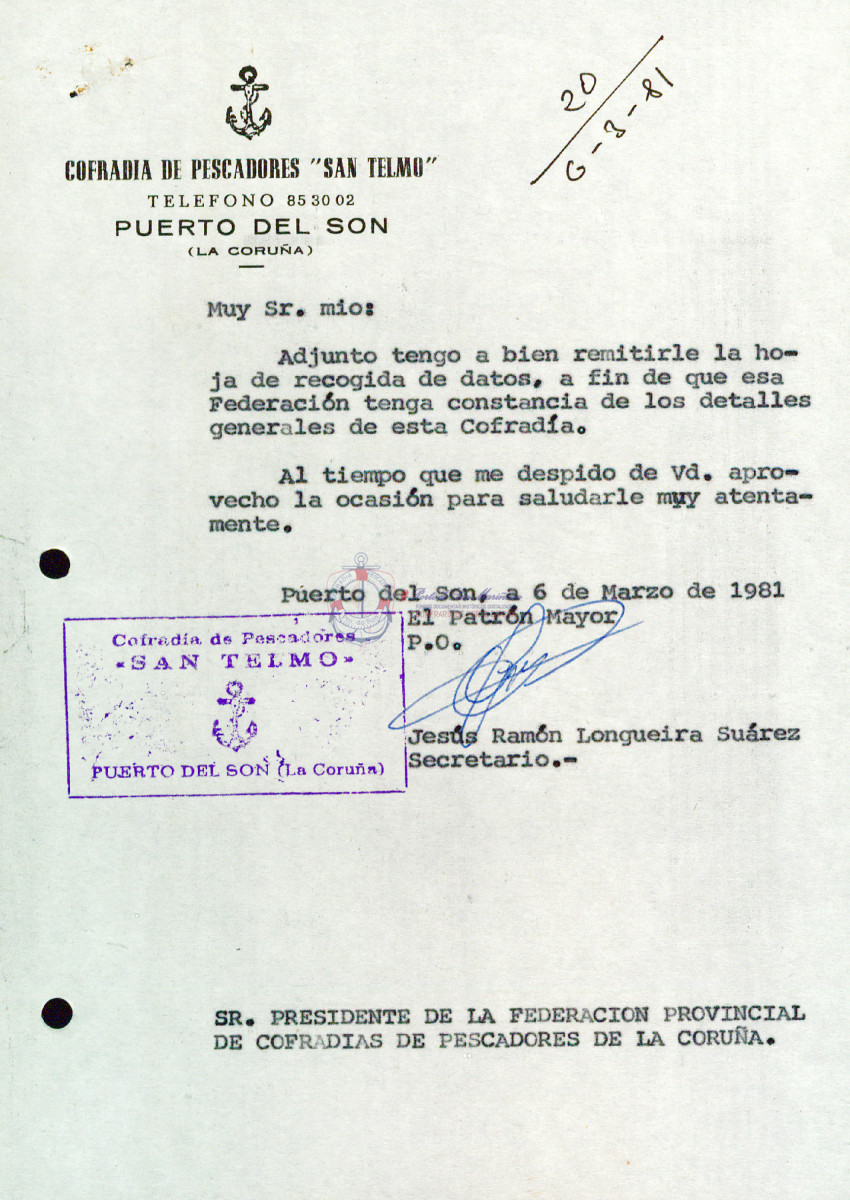 COFRADIA DE PESCADORES "SAN TELMO"
TELEFONO 85 30 02
PUERTO DEL SON
(LA CORUÑA)
20
6-3-81
Muy Sr. mio:
Adjunto tengo a bien remitirle la ho-
ja de recogida de datos, a fin de que esa
Federación tenga constancia de los detalles
generales de esta Cofradía.
Al tiempo que me despido de Vd. apro-
vecho la ocasión para saludarle muy atenta-
mente.
Puerto del Son, a 6 de Marzo de 1981
El Patrón Mayor
P.O.
Cofradia de Pescadores
«SAN TELMO»
PUERTO DEL SON (La Coruña)
Jesús Ramón Longueira Suárez
Secretario.-
SR. PRESIDENTE DE LA FEDERACION PROVINCIAL
DE COFRADIAS DE PESCADORES DE LA CORUÑA.